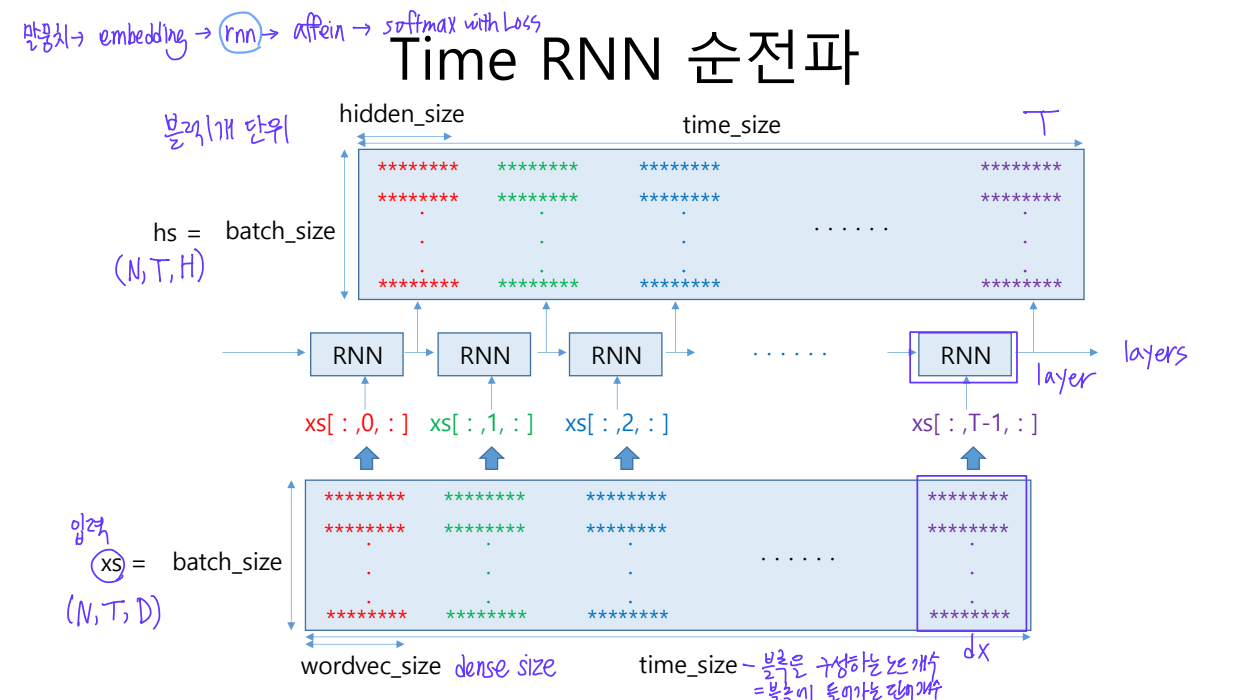 말뭉치→ embedding → rnn → affein → softmax with Loss
Time RNN 순전파
블럭1개 단위
hidden_size
time_size
T
********  ********  ********  ********
********  ********  ********  ********
. . . .
. . . . . .
hs = batch_size
(N, T, H)
. . . .
. . . .
********  ********  ********  ********
RNN RNN RNN . . . . . . RNN layers
layer
xs[ : ,0, : ] xs[ : ,1, : ] xs[ : ,2, : ] xs[ : ,T-1, : ]
********  ********  ********  ********
입력
********  ********  ********  ********
. . . .
xs = batch_size . . . . . .
. . . .
(N, T, D)
. . . .
********  ********  ********  ********
wordvec_size dense size
time_size - 블록을 구성하는 노드 개수
dx
= 블록에 들어가는 단어개수